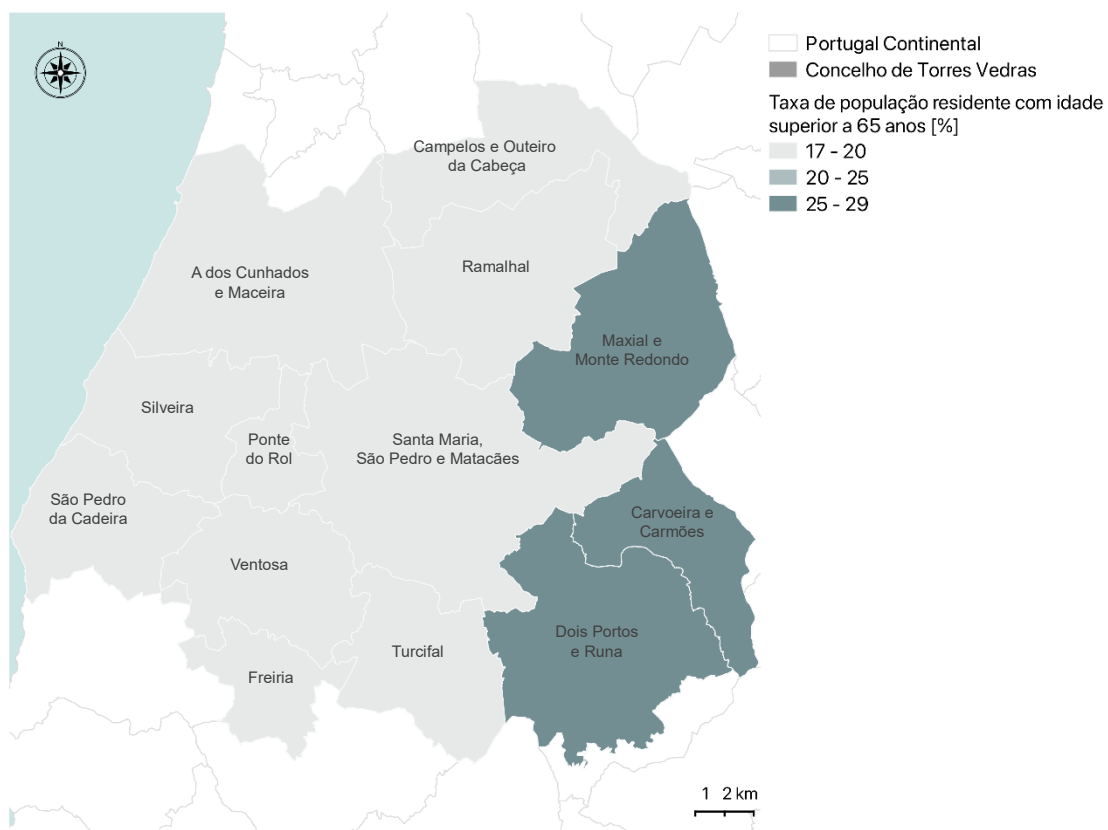 N
Portugal Continental
Concelho de Torres Vedras
Taxa de população residente com idade
superior a 65 anos [%]
17 - 20
20 - 25
25 - 29
Campelos e Outeiro
da Cabeça
A dos Cunhados
e Maceira
Ramalhal
Maxial e
Monte Redondo
Silveira
Ponte
do Rol
Santa Maria,
São Pedro e Matacães
São Pedro
da Cadeira
Carvoeira e
Carmões
Ventosa
Dois Portos
e Runa
Turcifal
Freiria
1 2 km